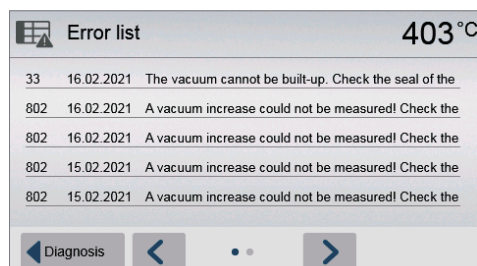 Error list 403 °C
33 16.02.2021 The vacuum cannot be built-up. Check the seal of the
802 16.02.2021 A vacuum increase could not be measured! Check the
802 16.02.2021 A vacuum increase could not be measured! Check the
802 15.02.2021 A vacuum increase could not be measured! Check the
802 15.02.2021 A vacuum increase could not be measured! Check the
Diagnosis